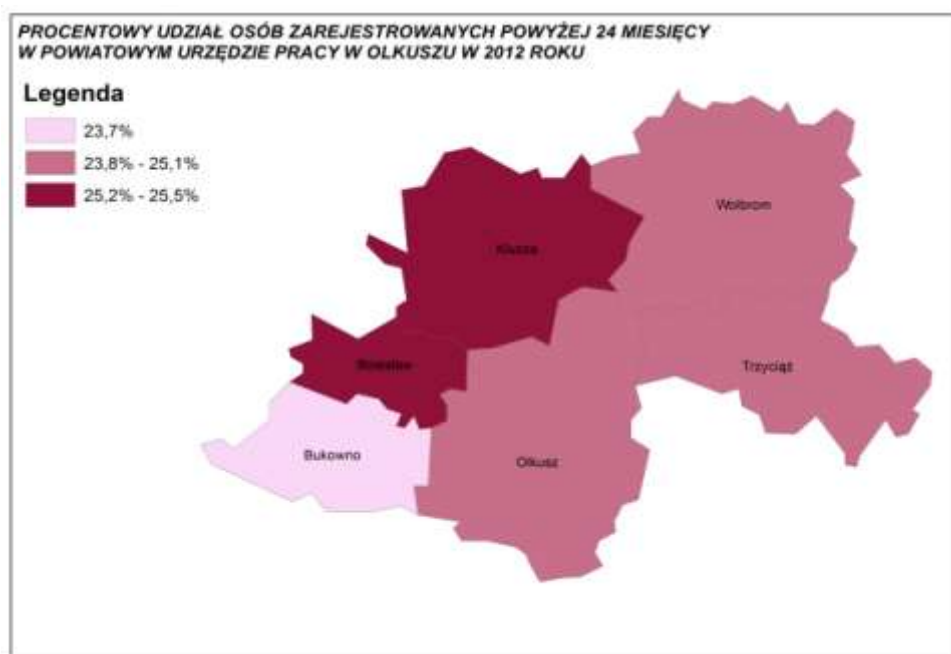 PROCENTOWY UDZIAŁ OSÓB ZAREJESTROWANYCH POWYŻEJ 24 MIESIĘCY
W POWIATOWYM URZĘDZIE PRACY W OLKUSZU W 2012 ROKU
Legenda
23,7%
23,8% - 25,1%
25,2% - 25,5%
Wolbrom
Klucze
Trzyciąż
Bukowno
Olkusz